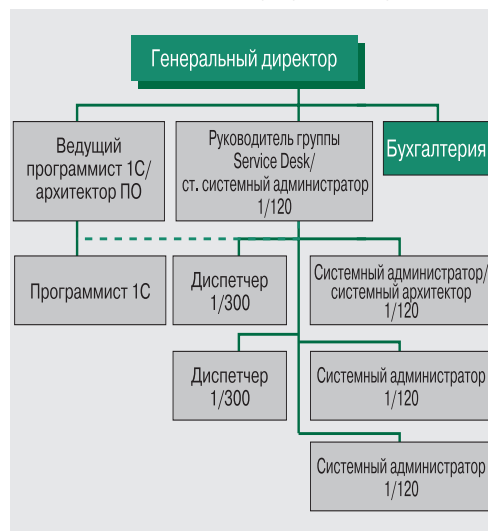 Генеральный директор
Ведущий
программист 1С/
архитектор ПО
Руководитель группы
Service Desk/
ст. системный администратор
1/120
Бухгалтерия
Программист 1С
Диспетчер
1/300
Системный администратор/
системный архитектор
1/120
Диспетчер
1/300
Системный администратор
1/120
Системный администратор
1/120